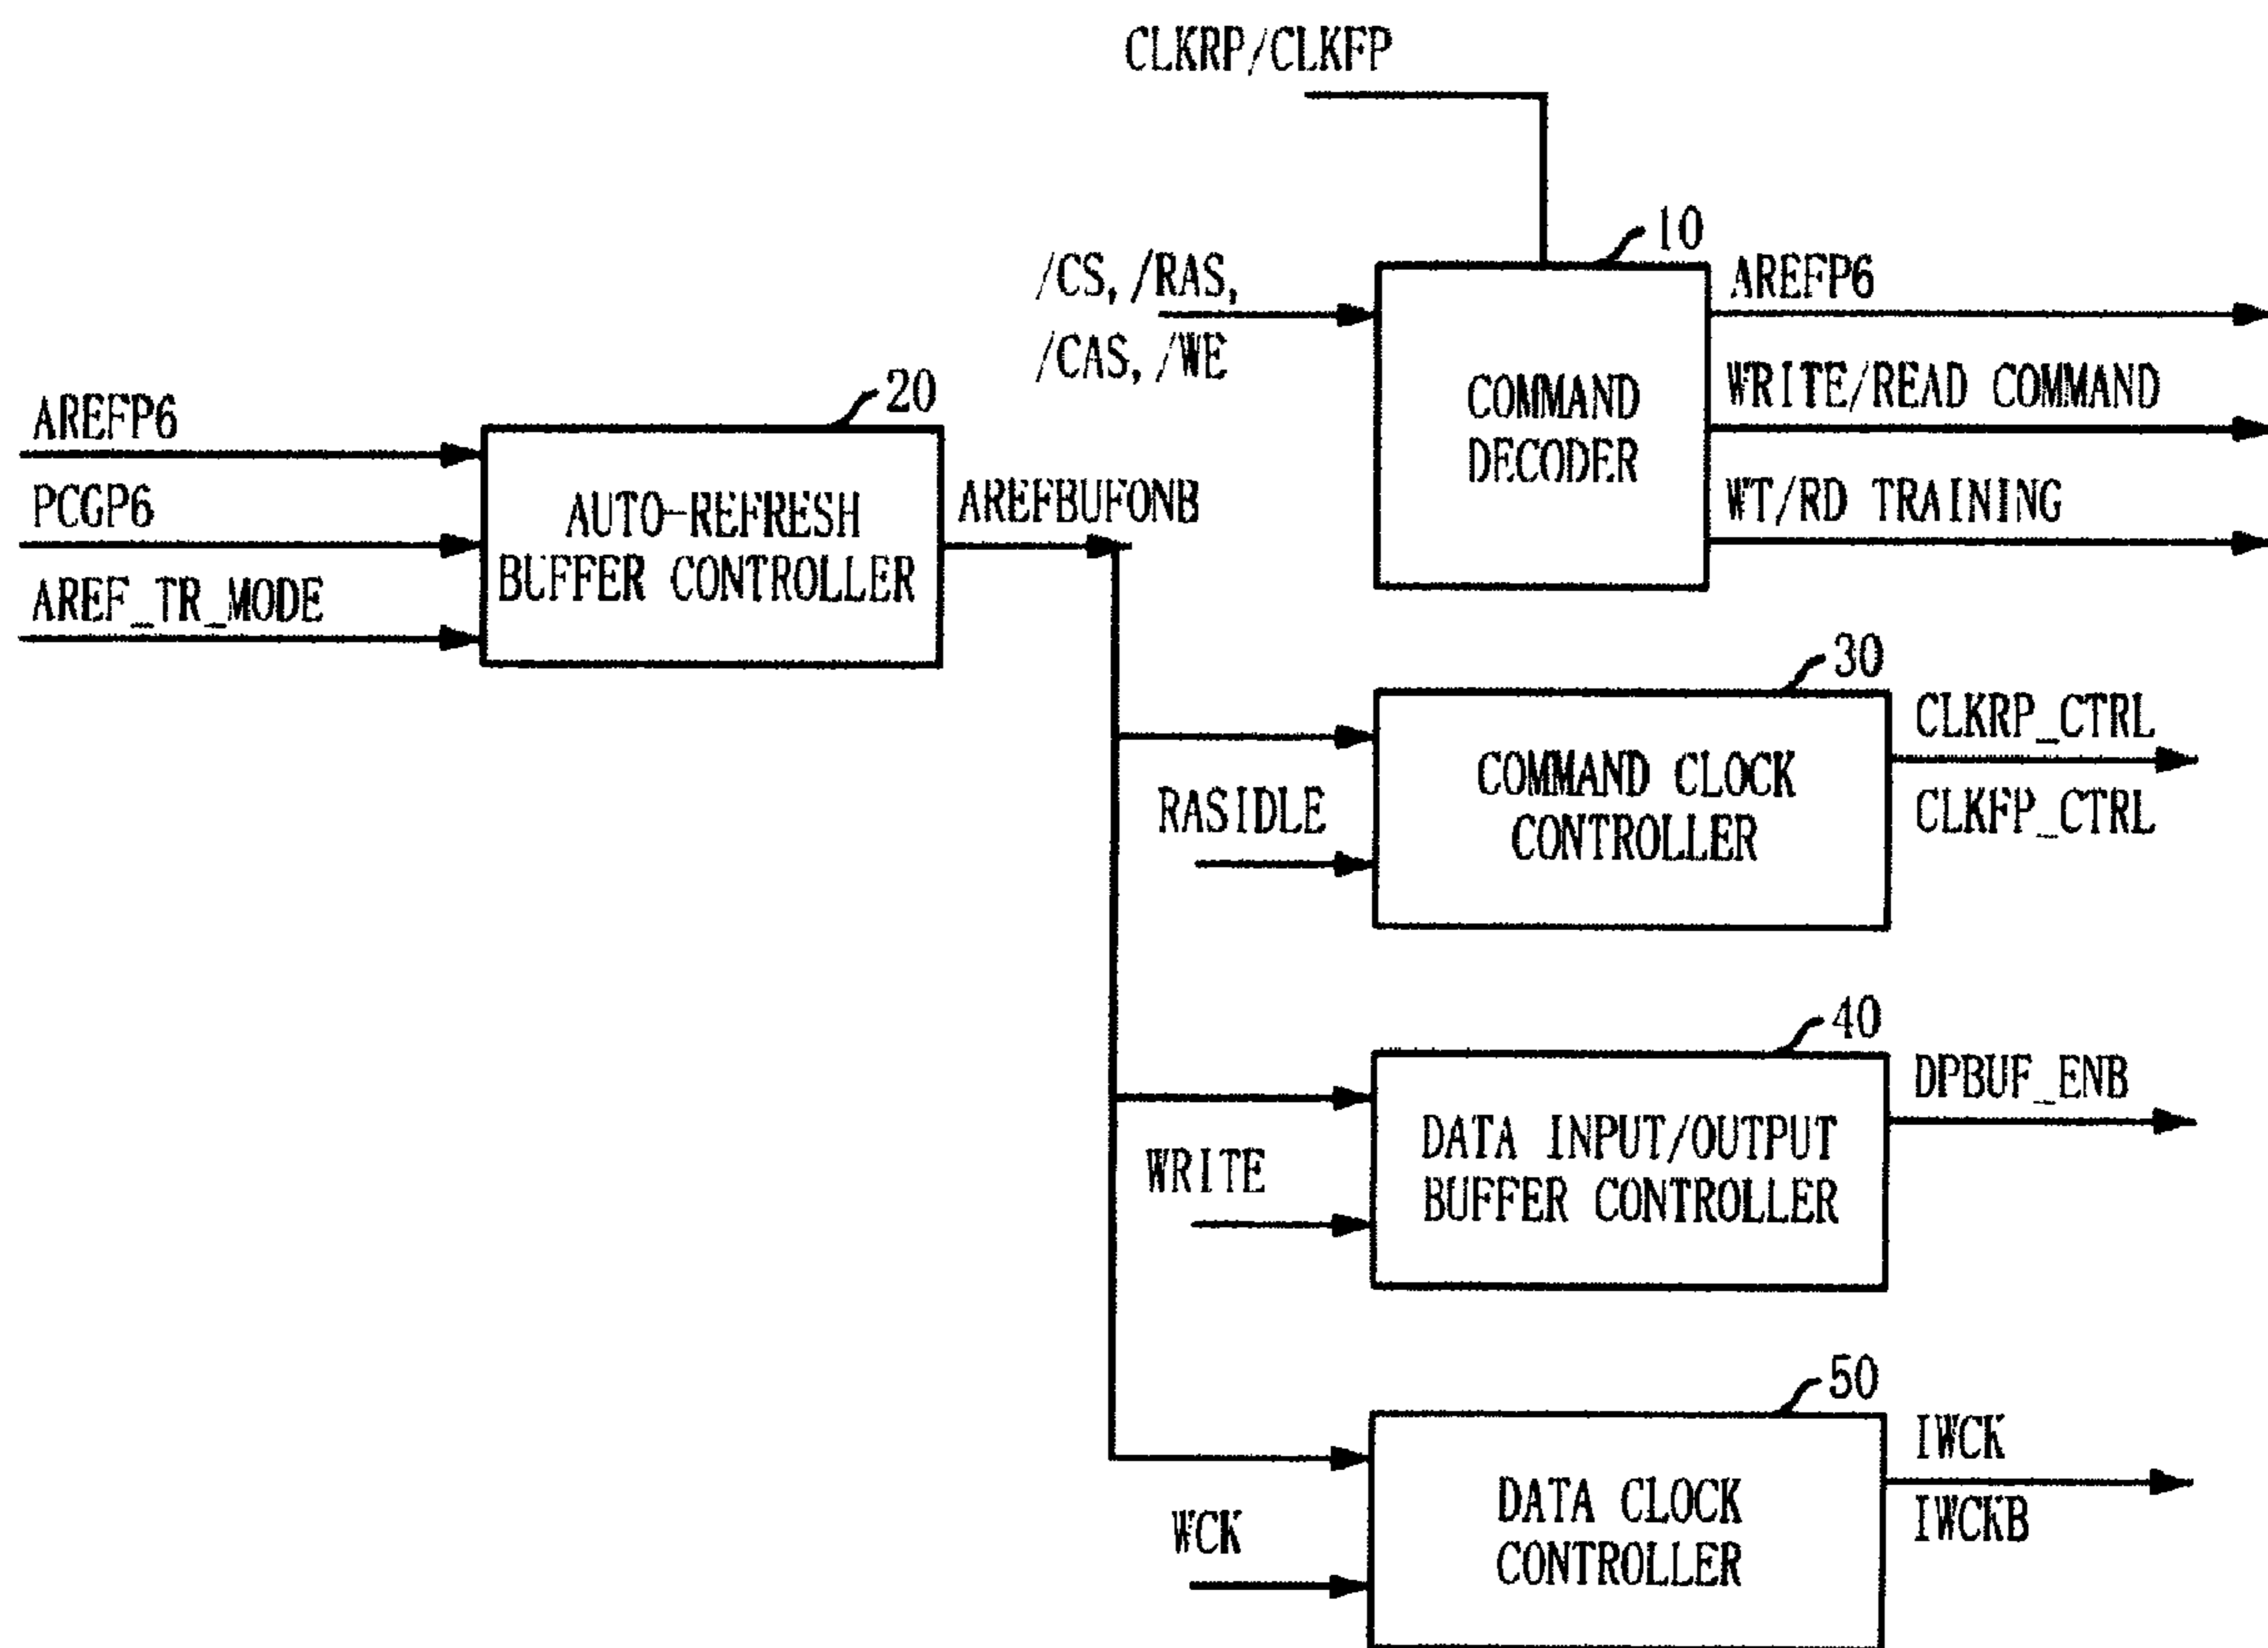 CLKRP/CLKFP
10
/CS, /RAS,
/CAS, /WE
COMMAND
DECODER
AREFP6
WRITE/READ COMMAND
WT/RD TRAINING
20
AREFP6
PCGP6
AREF_TR_MODE
AUTO-REFRESH
BUFFER CONTROLLER
AREFBUFONB
30
RASIDLE
COMMAND CLOCK
CONTROLLER
CLKRP_CTRL
CLKFP_CTRL
40
WRITE
DATA INPUT/OUTPUT
BUFFER CONTROLLER
DPBUF_ENB
50
WCK
DATA CLOCK
CONTROLLER
IWCK
IWCKB